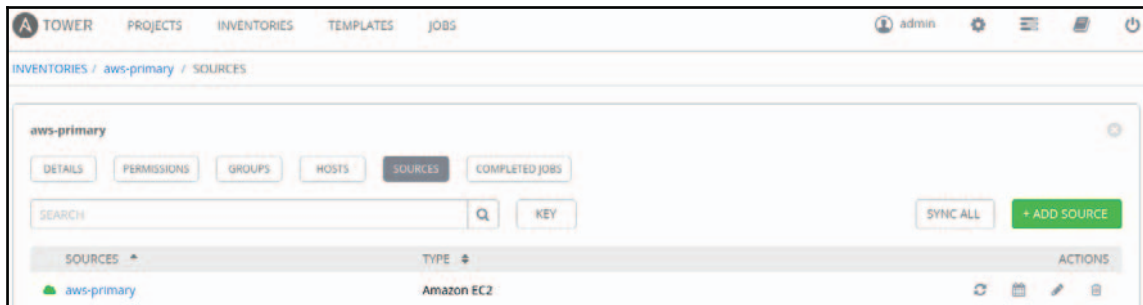 A TOWER PROJECTS INVENTORIES TEMPLATES JOBS admin
INVENTORIES / aws-primary / SOURCES
aws-primary
DETAILS PERMISSIONS GROUPS HOSTS SOURCES COMPLETED JOBS
SEARCH KEY SYNC ALL + ADD SOURCE
SOURCES TYPE ACTIONS
aws-primary Amazon EC2